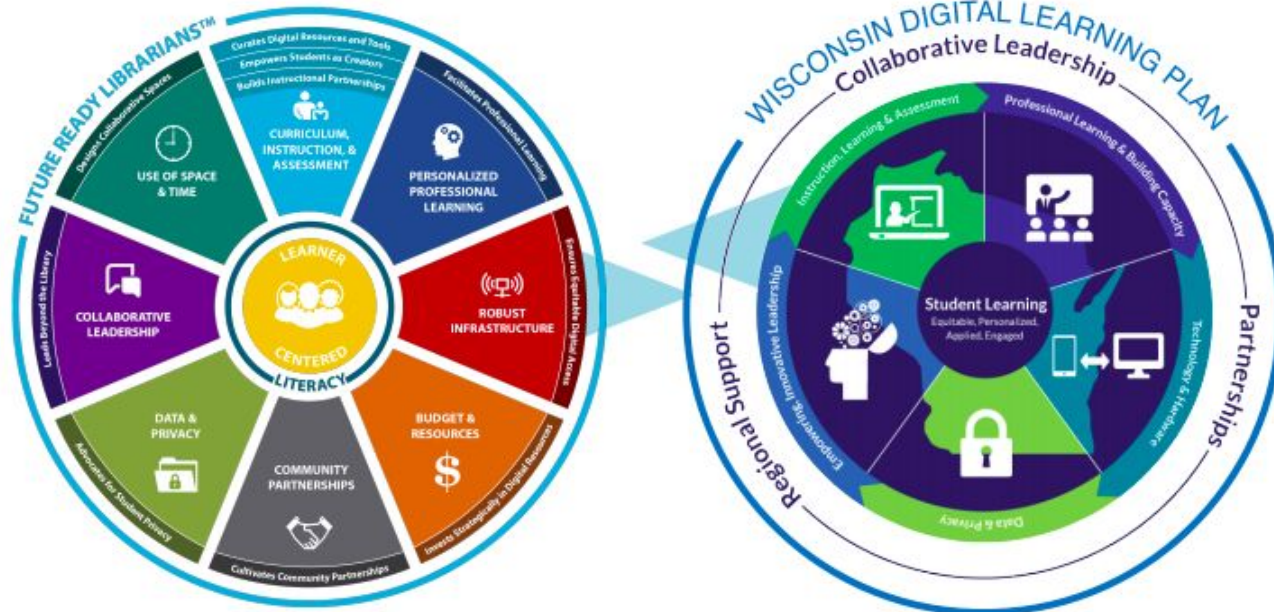 FUTURE READY LIBRARIANS™
Curates Digital Resources and Tools
Empowers Students as Creators
Builds Instructional Partnerships
CURRICULUM,
INSTRUCTION, &
ASSESSMENT
Facilitates Professional Learning
PERSONALIZED
PROFESSIONAL
LEARNING
Ensures Equitable Digital Access
ROBUST
INFRASTRUCTURE
Invests Strategically in Digital Resources
BUDGET &
RESOURCES
$
Cultivates Community Partnerships
COMMUNITY
PARTNERSHIPS
Advocates for Student Privacy
DATA &
PRIVACY
Leads Beyond the Library
COLLABORATIVE
LEADERSHIP
Designs Collaborative Spaces
USE OF SPACE
& TIME
LEARNER
CENTERED
LITERACY
WISCONSIN DIGITAL LEARNING PLAN
Collaborative Leadership
Partnerships
Regional Support
Instruction, Learning & Assessment
Professional Learning & Building Capacity
Technology & Hardware
Data & Privacy
Empowering, Innovative Leadership
Student Learning
Equitable, Personalized,
Applied, Engaged